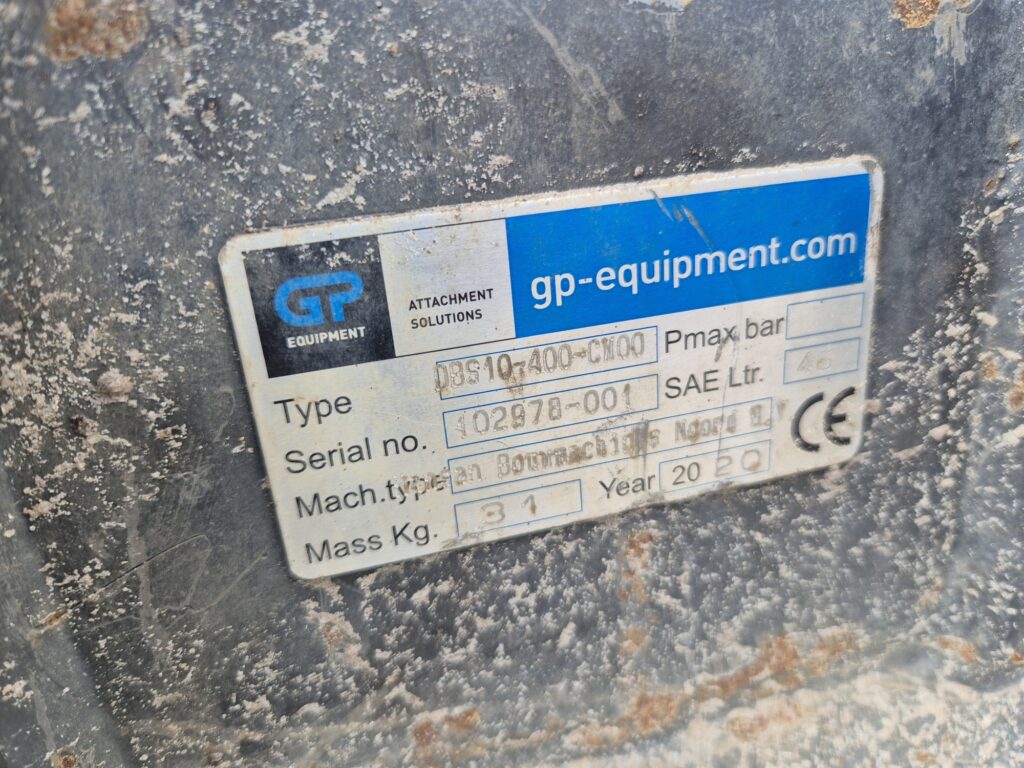 GP
EQUIPMENT
ATTACHMENT
SOLUTIONS
gp-equipment.com
Type DBS10-400-CW00 Pmax bar
Serial no. 102978-001 SAE Ltr.
Mach.type Noord B.V
Mass Kg. 31 Year 2020
CE